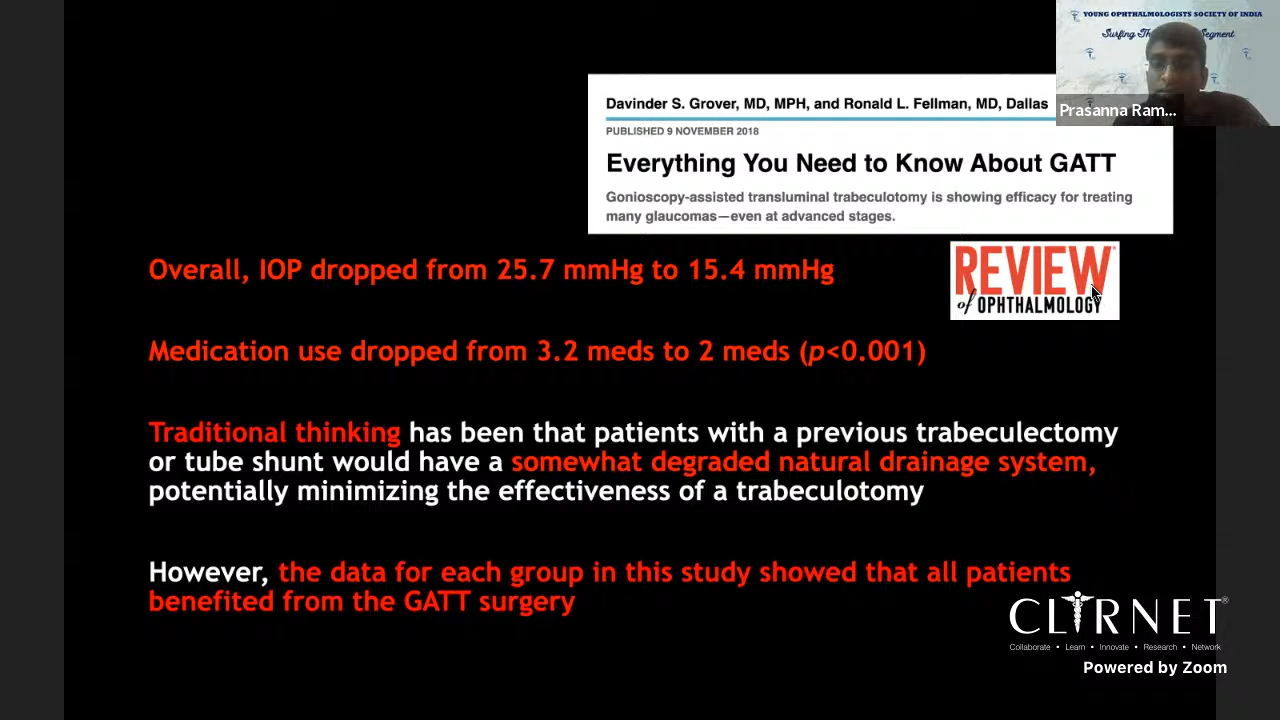 YOUNG OPHTHALMOLOGISTS SOCIETY OF INDIA
Surfing Segment
Prasanna Ram...
Davinder S. Grover, MD, MPH, and Ronald L. Fellman, MD, Dallas
PUBLISHED 9 NOVEMBER 2018
Everything You Need to Know About GATT
Gonioscopy-assisted transluminal trabeculotomy is showing efficacy for treating
many glaucomas—even at advanced stages.
REVIEW
of OPHTHALMOLOGY
Overall, IOP dropped from 25.7 mmHg to 15.4 mmHg
Medication use dropped from 3.2 meds to 2 meds (p<0.001)
Traditional thinking has been that patients with a previous trabeculectomy
or tube shunt would have a somewhat degraded natural drainage system,
potentially minimizing the effectiveness of a trabeculotomy
However, the data for each group in this study showed that all patients
benefited from the GATT surgery
CLIRNET®
Collaborate • Learn • Innovate • Research • Network
Powered by Zoom